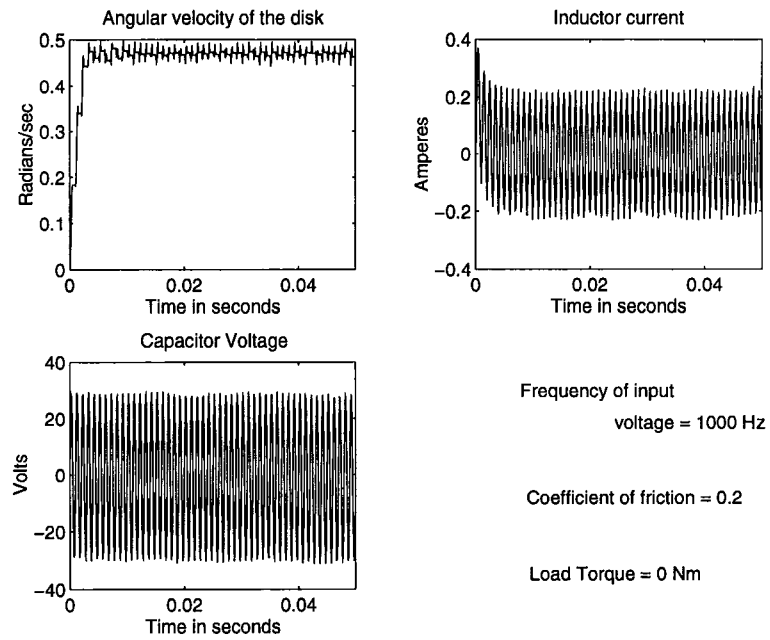 Angular velocity of the disk
0.5
0.4
0.3
0.2
0.1
0
Radians/sec
0
0.02
0.04
Time in seconds
Inductor current
0.4
0.2
0
−0.2
−0.4
Amperes
0
0.02
0.04
Time in seconds
Capacitor Voltage
40
20
0
−20
−40
Volts
0
0.02
0.04
Time in seconds
Frequency of input
voltage = 1000 Hz
Coefficient of friction = 0.2
Load Torque = 0 Nm